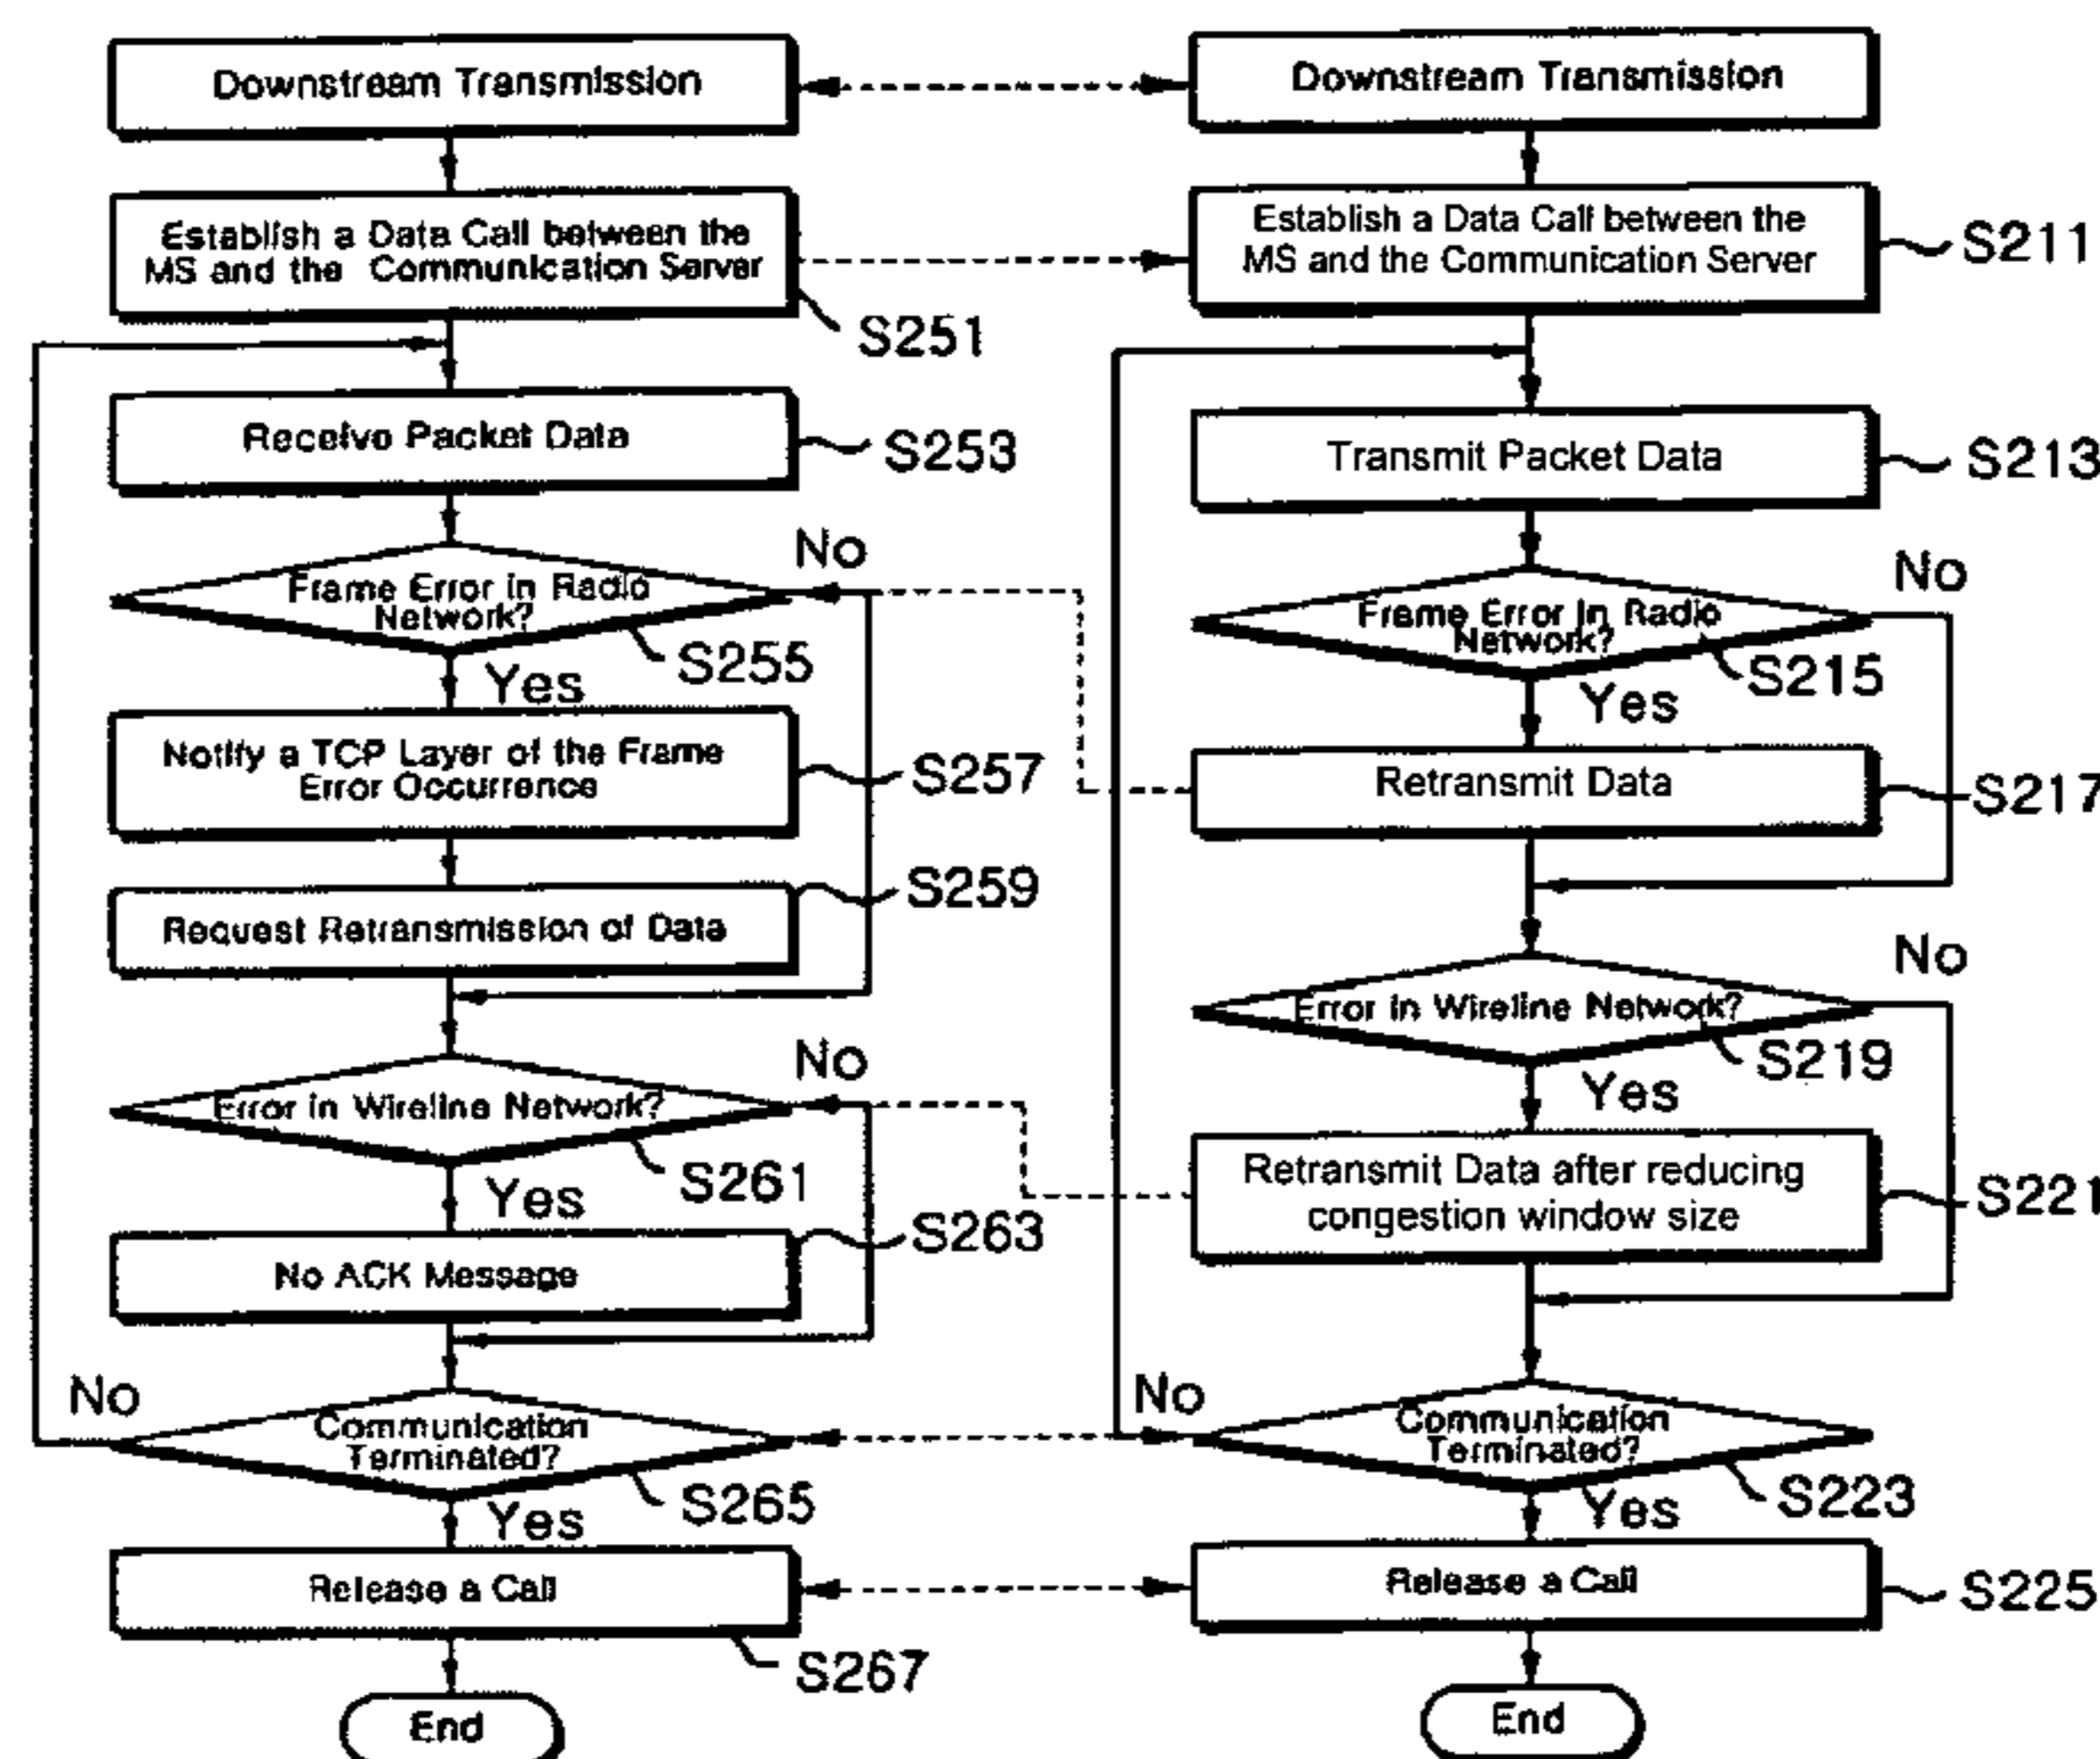 Downstream Transmission
Establish a Data Call between the
MS and the Communication Server
S251
Receive Packet Data
S253
No
Frame Error in Radio
Network?
S255
Yes
Notify a TCP Layer of the Frame
Error Occurrence
S257
S259
Request Retransmission of Data
No
Error in Wireline Network?
S261
Yes
S263
No ACK Message
No
Communication
Terminated?
S265
Yes
Release a Call
S267
End
Downstream Transmission
Establish a Data Call between the
MS and the Communication Server
S211
Transmit Packet Data
S213
No
Frame Error in Radio
Network?
S215
Yes
Retransmit Data
S217
No
Error in Wireline Network?
S219
Yes
Retransmit Data after reducing
congestion window size
S221
No
Communication
Terminated?
S223
Yes
Release a Call
S225
End